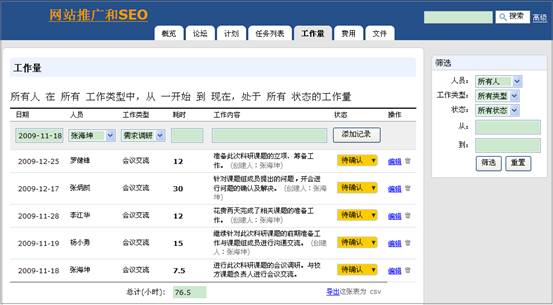 网站推广和SEO
搜索 高级
概览 论坛 计划 任务列表 工作量 费用 文件
工作量
所有人 在 所有 工作类型中，从 一开始 到 现在，处于 所有 状态的工作量
日期 人员 工作类型 耗时 工作内容 状态 操作
2009-11-18 张海坤 需求调研 添加记录
2009-12-25 罗健锋 会议交流 12 准备此次科研课题的立项、筹备工作。（创建人：张海坤） 待确认 编辑
2009-12-17 张炳毅 会议交流 30 针对课题组成员提出的问题，开会进行问题的确认及解决。（创建人：张海坤） 待确认 编辑
2009-11-28 李江华 会议交流 12 花费两天完成了相关课题的准备工作。（创建人：张海坤） 待确认 编辑
2009-11-19 杨小勇 会议交流 15 继续针对此次科研课题的前期准备工作与课题组成员进行沟通交流。（创建人：张海坤） 待确认 编辑
2009-11-18 张海坤 会议交流 7.5 进行此次科研课题的会议调研。与校方课题负责人进行会议交流。 待确认 编辑
总计(小时)： 76.5 导出这张表为 csv
筛选
人员： 所有人
工作类型： 所有类型
状态： 所有状态
从：
到：
筛选 重置